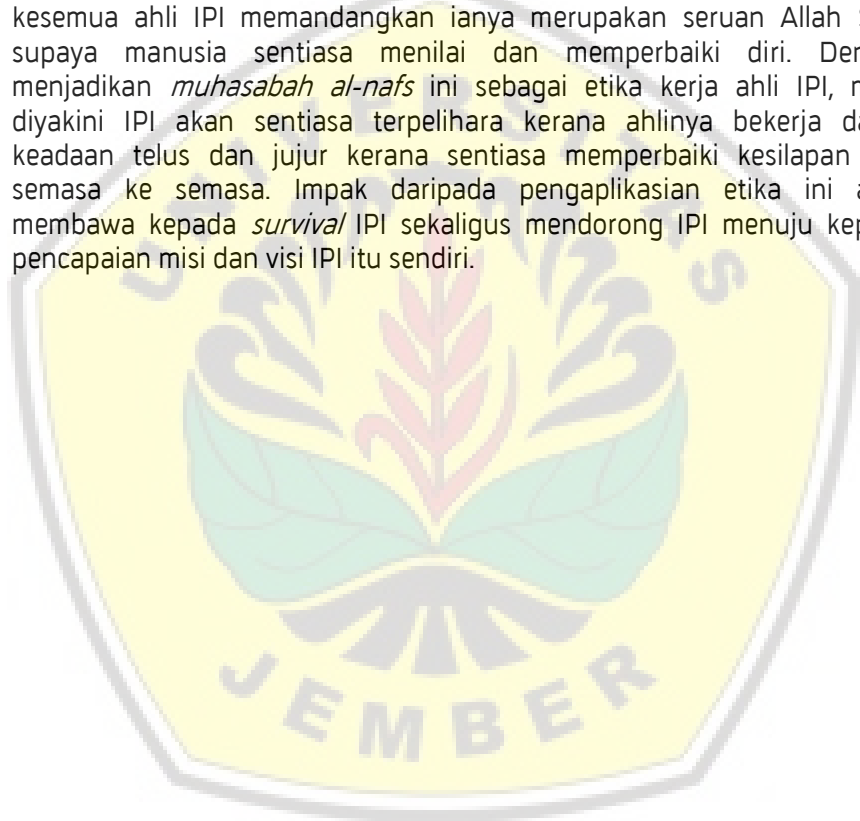 kesemua ahli IPI memandangkan ianya merupakan seruan Allah
supaya manusia sentiasa menilai dan memperbaiki diri.
menjadikan muhasabah al-nafs ini sebagai etika kerja ahli IPI,
diyakini IPI akan sentiasa terpelihara kerana ahlinya bekerja
keadaan telus dan jujur kerana sentiasa memperbaiki kesilapan
semasa ke semasa. Impak daripada pengaplikasian etika ini
membawa kepada survival IPI sekaligus mendorong IPI menuju
pencapaian misi dan visi IPI itu sendiri.
UNIVERSITAS
JEMBER